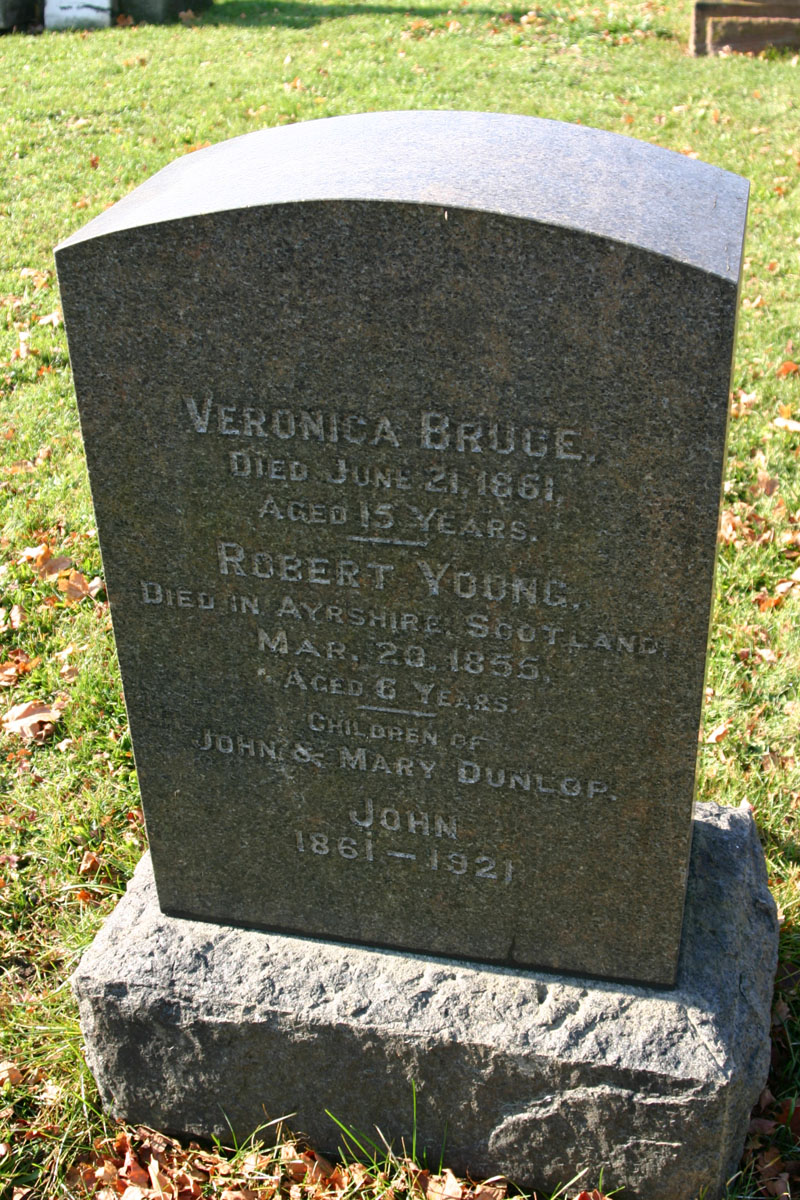 VERONICA BRUCE.
DIED JUNE 21, 1861,
AGED 15 YEARS.
ROBERT YOUNG.
DIED IN AYRSHIRE, SCOTLAND
MAR. 20, 1855,
AGED 6 YEARS.
CHILDREN OF
JOHN & MARY DUNLOP.
JOHN
1861 — 1921